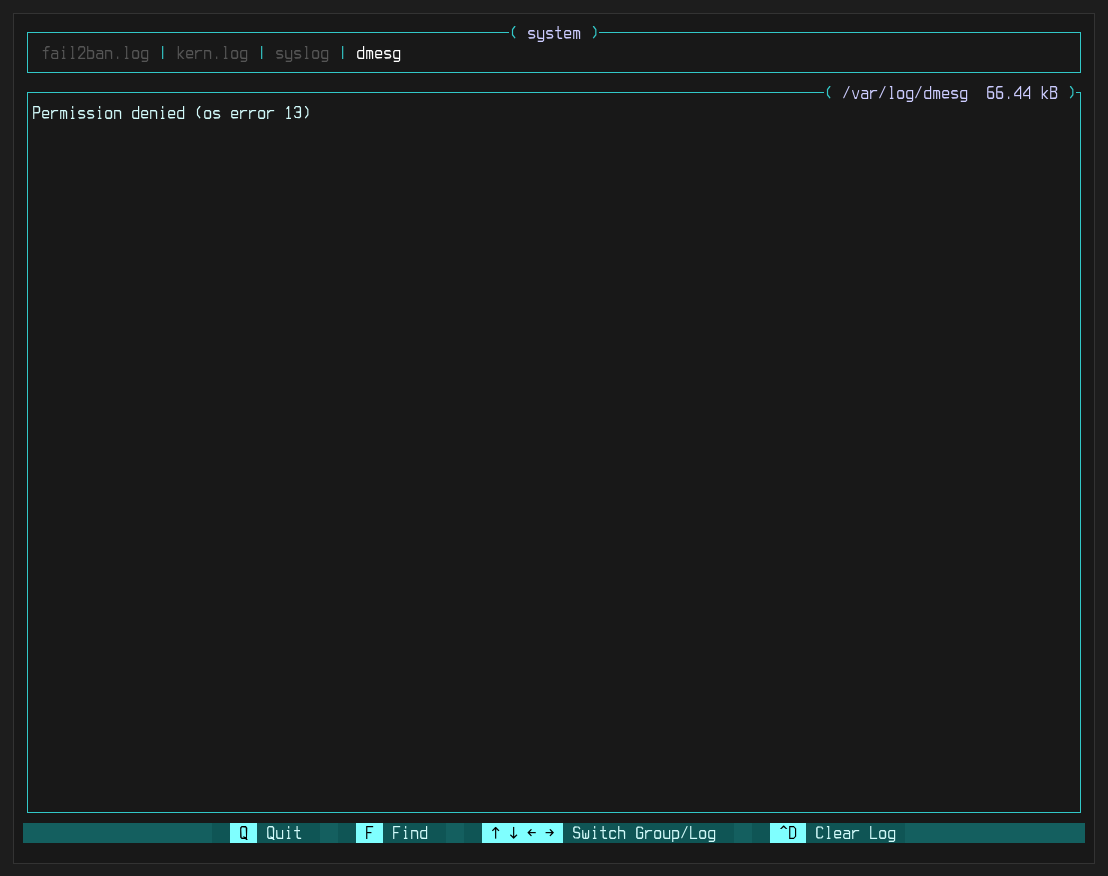 ( system )
fail2ban.log | kern.log | syslog | dmesg
( /var/log/dmesg  66.44 kB )
Permission denied (os error 13)
Q Quit F Find ↑ ↓ ← → Switch Group/Log ^D Clear Log